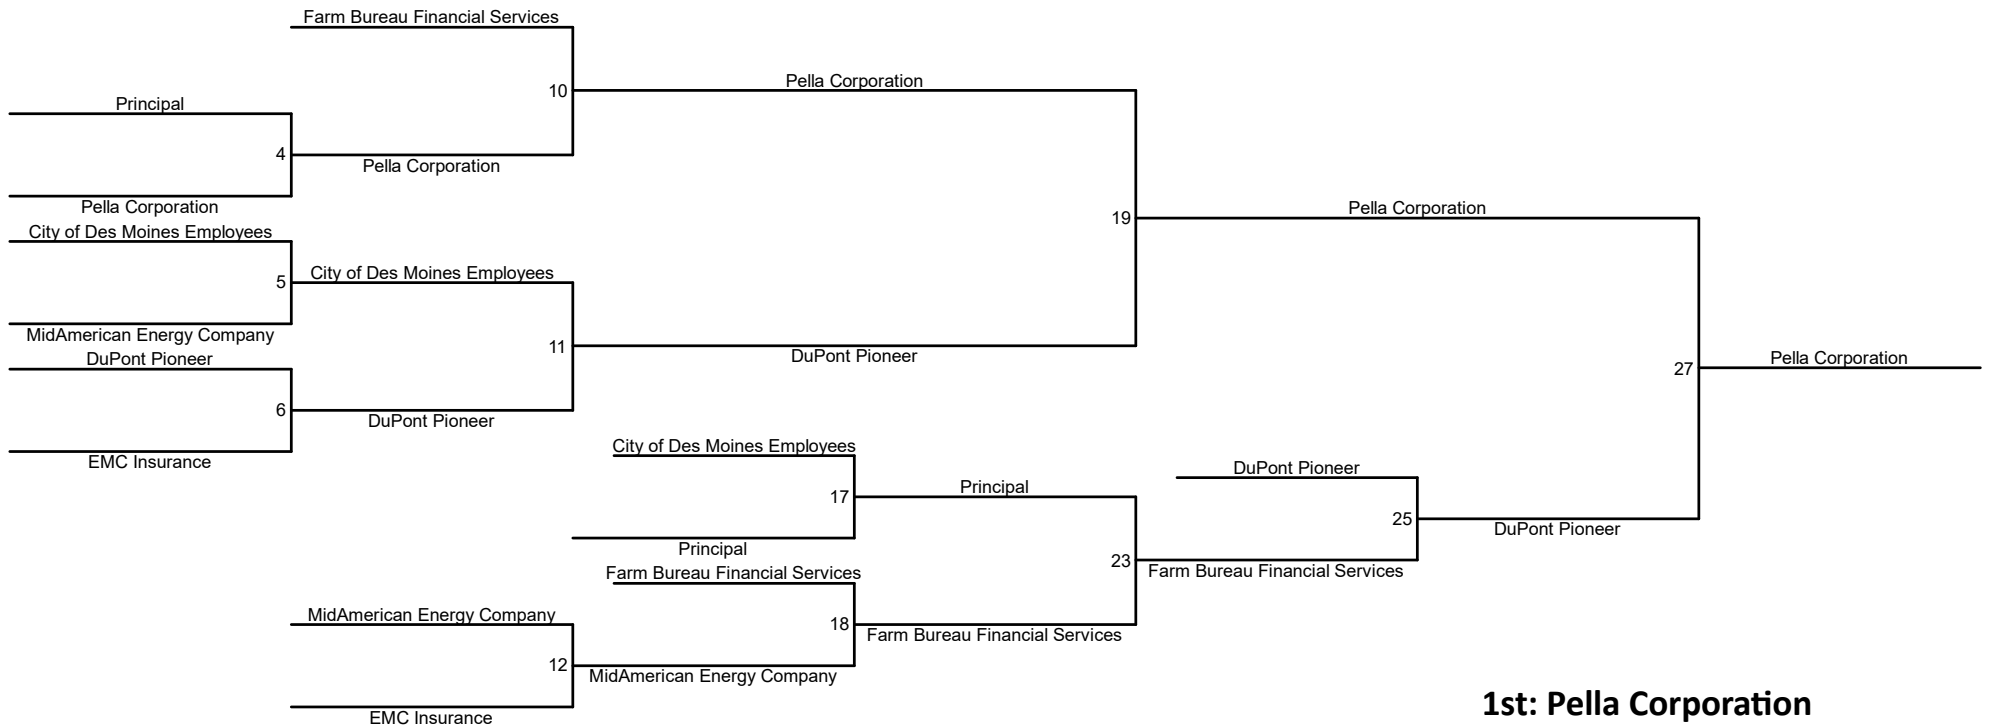 Farm Bureau Financial Services
Pella Corporation
10
Principal
4
Pella Corporation
Pella Corporation
Pella Corporation
19
City of Des Moines Employees
5
City of Des Moines Employees
MidAmerican Energy Company
11
DuPont Pioneer
DuPont Pioneer
Pella Corporation
27
6
DuPont Pioneer
EMC Insurance
City of Des Moines Employees
17
Principal
DuPont Pioneer
25
DuPont Pioneer
Principal
23
Farm Bureau Financial Services
Farm Bureau Financial Services
MidAmerican Energy Company
18
Farm Bureau Financial Services
12
MidAmerican Energy Company
EMC Insurance
1st: Pella Corporation